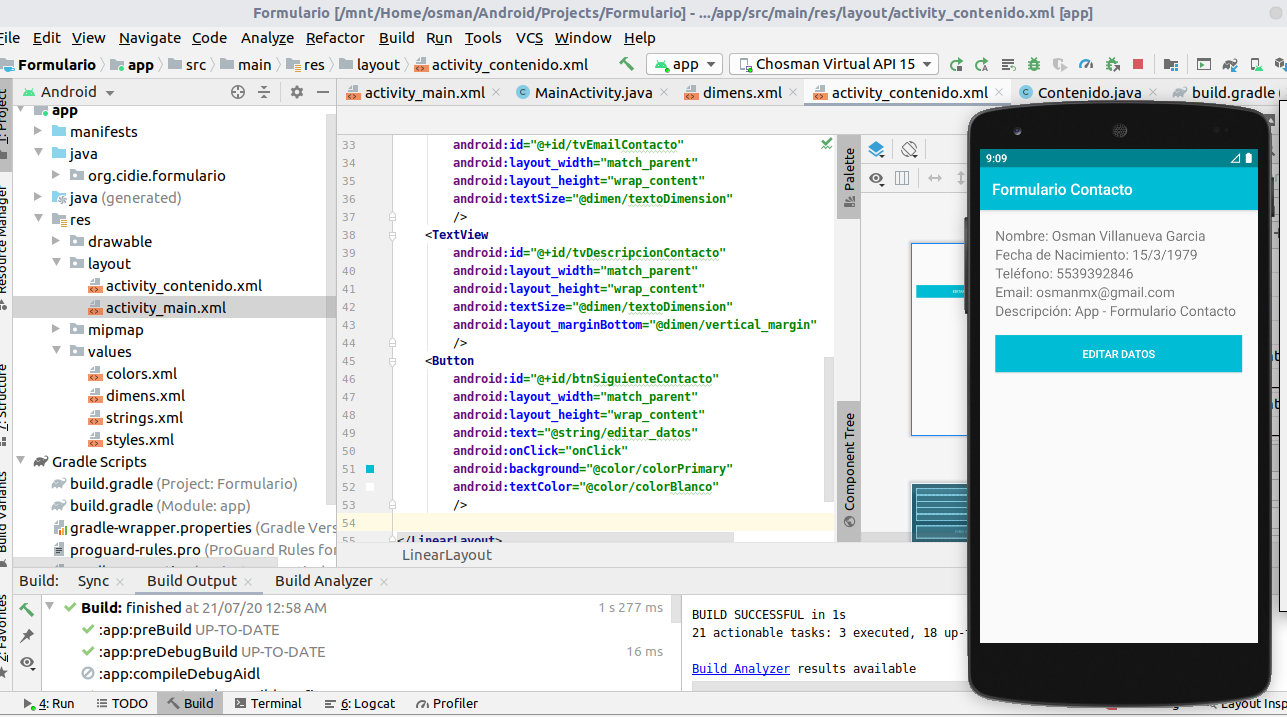 Formulario [/mnt/Home/osman/Android/Projects/Formulario] - .../app/src/main/res/layout/activity_contenido.xml [app]
File Edit View Navigate Code Analyze Refactor Build Run Tools VCS Window Help
Formulario app src main res layout activity_contenido.xml app Chosman Virtual API 15
1: Project
Resource Manager
7: Structure
Build Variants
2: Favorites
Android
app
manifests
java
org.cidie.formulario
java (generated)
res
drawable
layout
activity_contenido.xml
activity_main.xml
mipmap
values
colors.xml
dimens.xml
strings.xml
styles.xml
Gradle Scripts
build.gradle (Project: Formulario)
build.gradle (Module: app)
gradle-wrapper.properties (Gradle Vers
proguard-rules.pro (ProGuard Rules for
activity_main.xml MainActivity.java dimens.xml activity_contenido.xml Contenido.java build.gradle
33 android:id="@+id/tvEmailContacto"
34 android:layout_width="match_parent"
35 android:layout_height="wrap_content"
36 android:textSize="@dimen/textoDimension"
37 />
38 <TextView
39 android:id="@+id/tvDescripcionContacto"
40 android:layout_width="match_parent"
41 android:layout_height="wrap_content"
42 android:textSize="@dimen/textoDimension"
43 android:layout_marginBottom="@dimen/vertical_margin"
44 />
45 <Button
46 android:id="@+id/btnSiguienteContacto"
47 android:layout_width="match_parent"
48 android:layout_height="wrap_content"
49 android:text="@string/editar_datos"
50 android:onClick="onClick"
51 android:background="@color/colorPrimary"
52 android:textColor="@color/colorBlanco"
53 />
54
55 </LinearLayout>
LinearLayout
Palette
Component Tree
9:09
Formulario Contacto
Nombre: Osman Villanueva Garcia
Fecha de Nacimiento: 15/3/1979
Teléfono: 5539392846
Email: osmanmx@gmail.com
Descripción: App - Formulario Contacto
EDITAR DATOS
Build: Sync Build Output Build Analyzer
Build: finished at 21/07/20 12:58 AM 1 s 277 ms
:app:preBuild UP-TO-DATE
:app:preDebugBuild UP-TO-DATE 16 ms
:app:compileDebugAidl
BUILD SUCCESSFUL in 1s
21 actionable tasks: 3 executed, 18 up-
Build Analyzer results available
4: Run TODO Build Terminal 6: Logcat Profiler Layout Insp